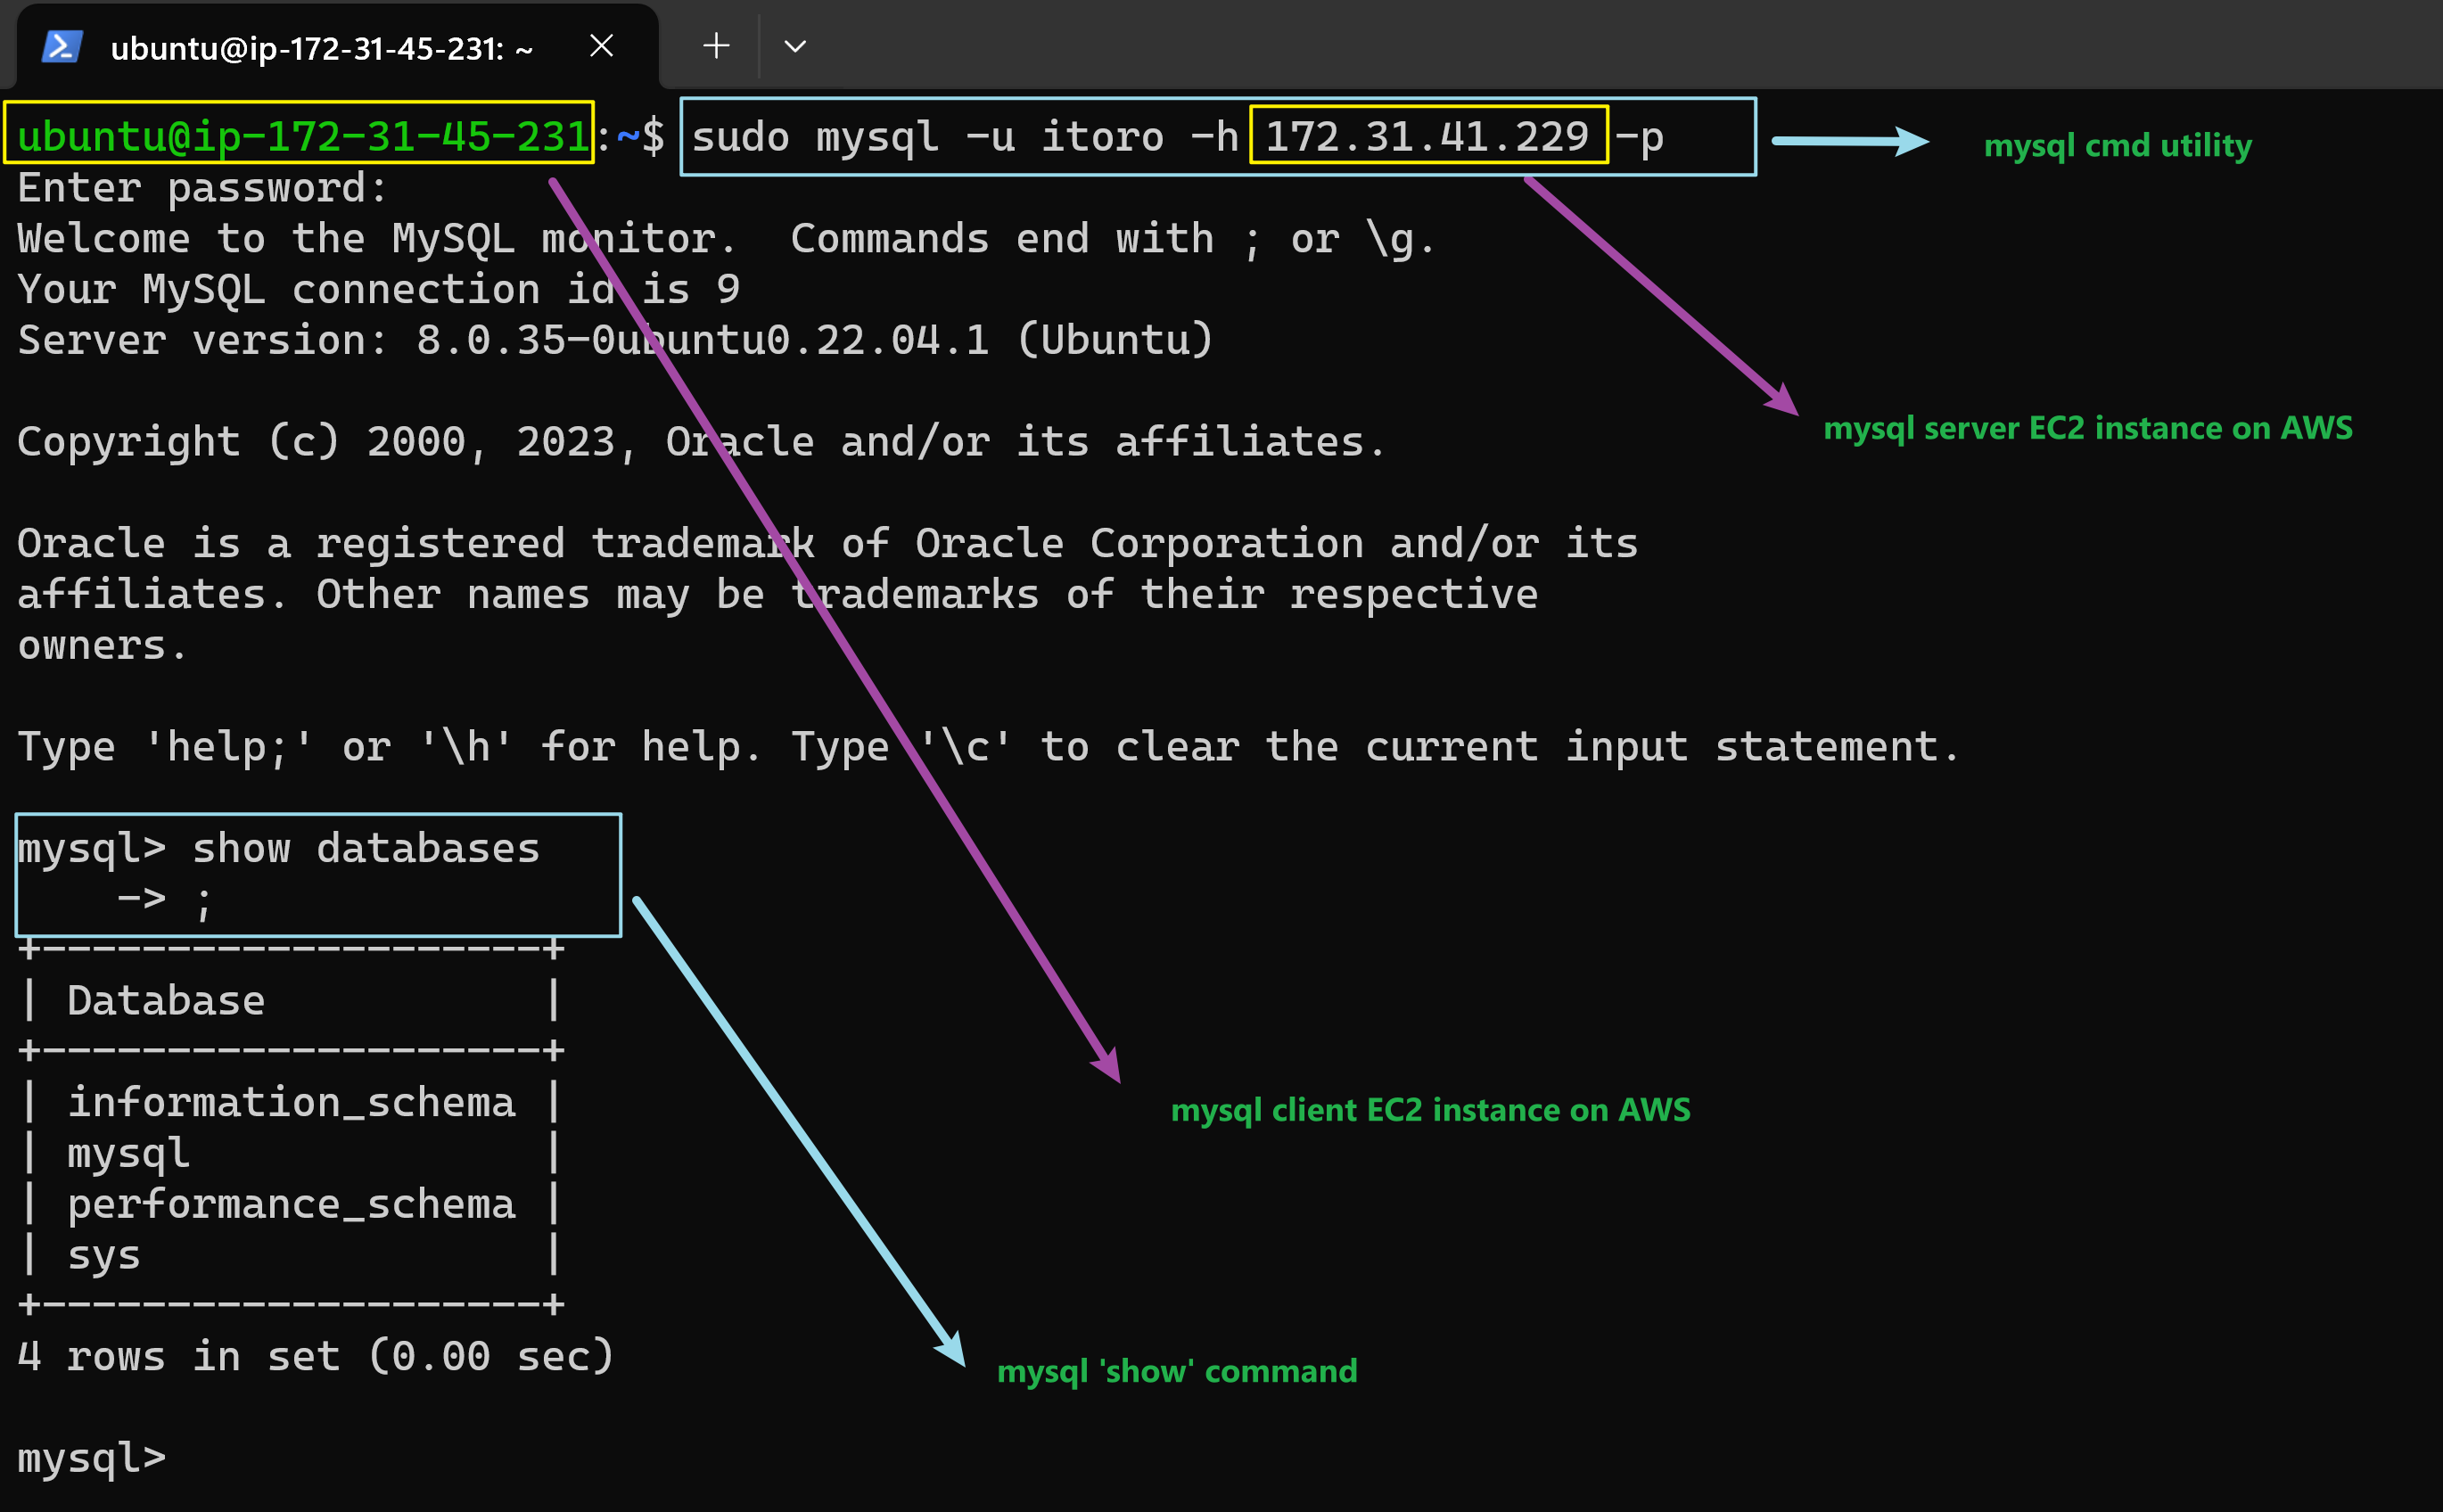 ubuntu@ip-172-31-45-231: ~
ubuntu@ip-172-31-45-231:~$ sudo mysql -u itoro -h 172.31.41.229 -p
mysql cmd utility
Enter password:
Welcome to the MySQL monitor.  Commands end with ; or \g.
Your MySQL connection id is 9
Server version: 8.0.35-0ubuntu0.22.04.1 (Ubuntu)
mysql server EC2 instance on AWS
Copyright (c) 2000, 2023, Oracle and/or its affiliates.
Oracle is a registered trademark of Oracle Corporation and/or its
affiliates. Other names may be trademarks of their respective
owners.
Type 'help;' or '\h' for help. Type '\c' to clear the current input statement.
mysql> show databases
    -> ;
+---------------------+
| Database            |
+---------------------+
| information_schema |
| mysql              |
| performance_schema |
| sys                |
+---------------------+
mysql client EC2 instance on AWS
4 rows in set (0.00 sec)
mysql 'show' command
mysql>